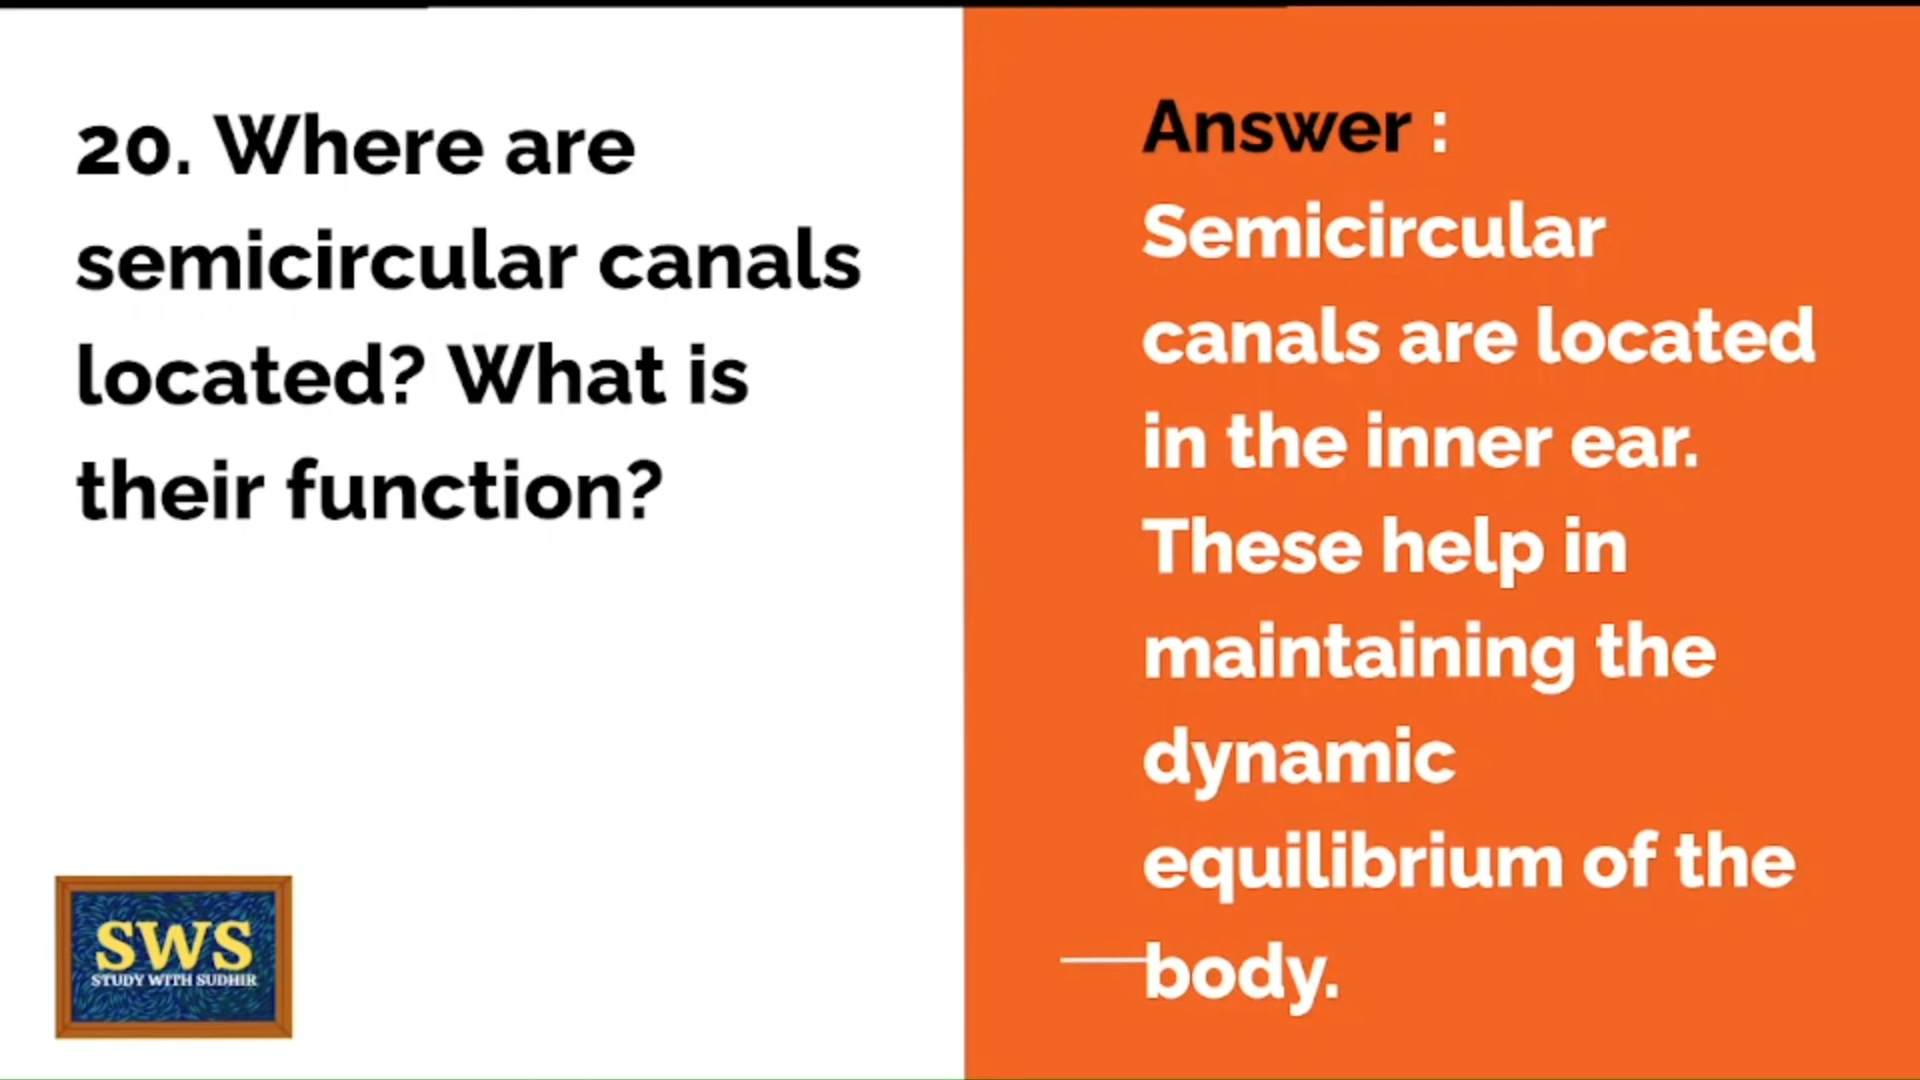 20. Where are
semicircular canals
located? What is
their function?
Answer :
Semicircular
canals are located
in the inner ear.
These help in
maintaining the
dynamic
equilibrium of the
body.
SWS
STUDY WITH SUDHIR